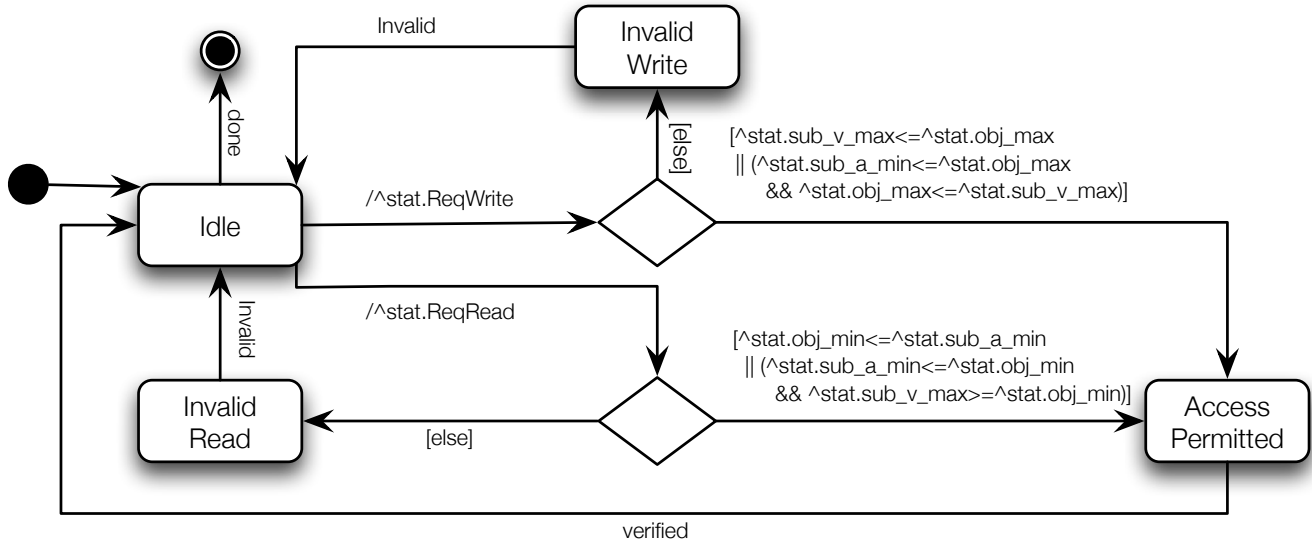 Invalid
Invalid
Write
done
[else]
[^stat.sub_v_max<=^stat.obj_max
|| (^stat.sub_a_min<=^stat.obj_max
&& ^stat.obj_max<=^stat.sub_v_max)]
Idle
/^stat.ReqWrite
/^stat.ReqRead
Invalid
[^stat.obj_min<=^stat.sub_a_min
|| (^stat.sub_a_min<=^stat.obj_min
&& ^stat.sub_v_max>=^stat.obj_min)]
Invalid
Read
[else]
Access
Permitted
verified